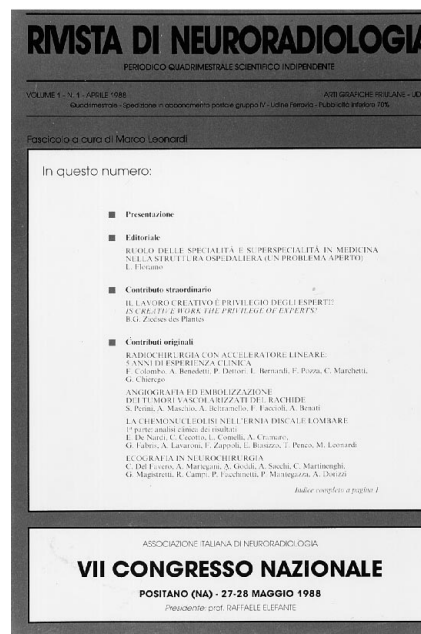 RIVISTA DI NEURORADIOLOGIA
PERIODICO QUADRIMESTRALE SCIENTIFICO INDIPENDENTE
VOLUME 1 - N. 1 - APRILE 1988
ARTI GRAFICHE FRIULANE - UD
Quadrimestrale - Spedizione in abbonamento postale gruppo IV - Udine Ferrovia - Pubblicità inferiore 70%
Fascicolo a cura di Marco Leonardi
In questo numero:
Presentazione
Editoriale
RUOLO DELLE SPECIALITÀ E SUPERSPECIALITÀ IN MEDICINA
NELLA STRUTTURA OSPEDALIERA (UN PROBLEMA APERTO)
L. Fieramo
Contributo straordinario
IL LAVORO CREATIVO È PRIVILEGIO DEGLI ESPERTI?
IS CREATIVE WORK THE PRIVILEGE OF EXPERTS?
B.G. Ziedses des Plantes
Contributi originali
RADIOCHIRURGIA CON ACCELERATORE LINEARE:
5 ANNI DI ESPERIENZA CLINICA
F. Colombo, A. Benedetti, P. Dettori, L. Bernardi, F. Pozza, C. Marchetti,
G. Chierego
ANGIOGRAFIA ED EMBOLIZZAZIONE
DEI TUMORI VASCOLARIZZATI DEL RACHIDE
S. Perini, A. Maschio, A. Beltramello, F. Faccioli, A. Benati
LA CHEMONUCLEOLISI NELL'ERNIA DISCALE LOMBARE
1ª parte: analisi clinica dei risultati
E. De Nardi, C. Cecotto, L. Comelli, A. Cramaro,
G. Fabris, A. Lavaroni, F. Zuppoli, E. Biasizzo, T. Penco, M. Leonardi
ECOGRAFIA IN NEUROCHIRURGIA
C. Del Favero, A. Martegani, A. Goddi, A. Sacchi, C. Martinenghi,
G. Magistretti, R. Campi, P. Facchinetti, P. Monsegazza, A. Dorizzi
Indice completo a pagina 1
ASSOCIAZIONE ITALIANA DI NEURORADIOLOGIA
VII CONGRESSO NAZIONALE
POSITANO (NA) - 27-28 MAGGIO 1988
Presidente: prof. RAFFAELE ELEFANTE